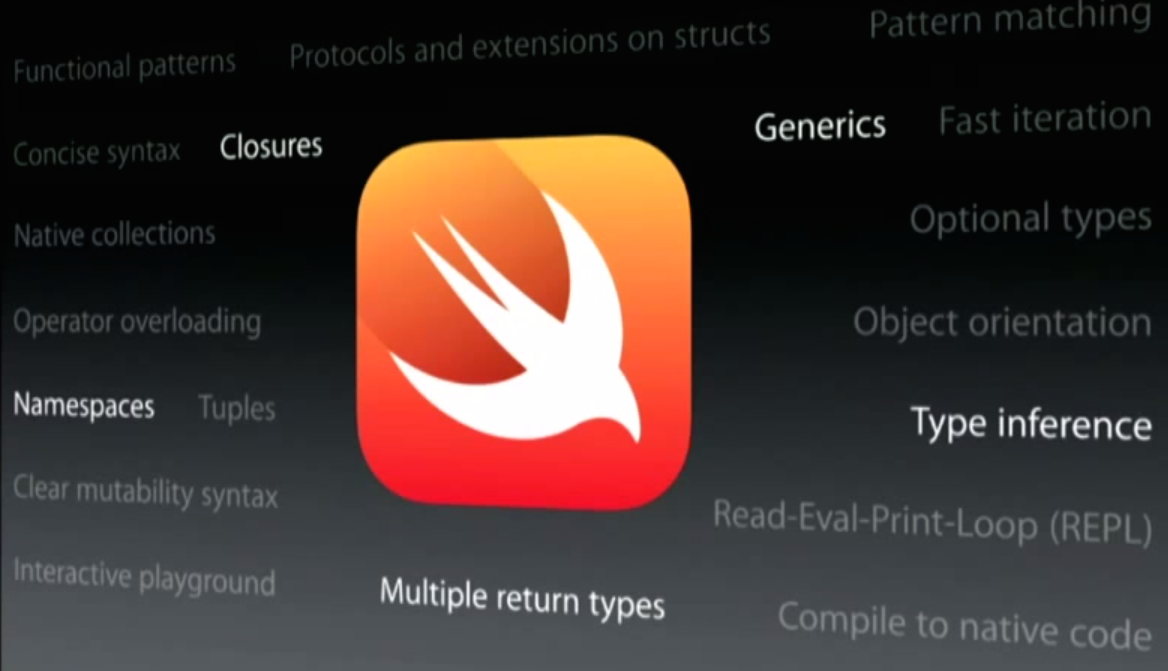 Functional patterns
Protocols and extensions on structs
Pattern matching
Concise syntax
Closures
Generics
Fast iteration
Native collections
Optional types
Operator overloading
Object orientation
Namespaces
Tuples
Type inference
Clear mutability syntax
Read-Eval-Print-Loop (REPL)
Interactive playground
Multiple return types
Compile to native code